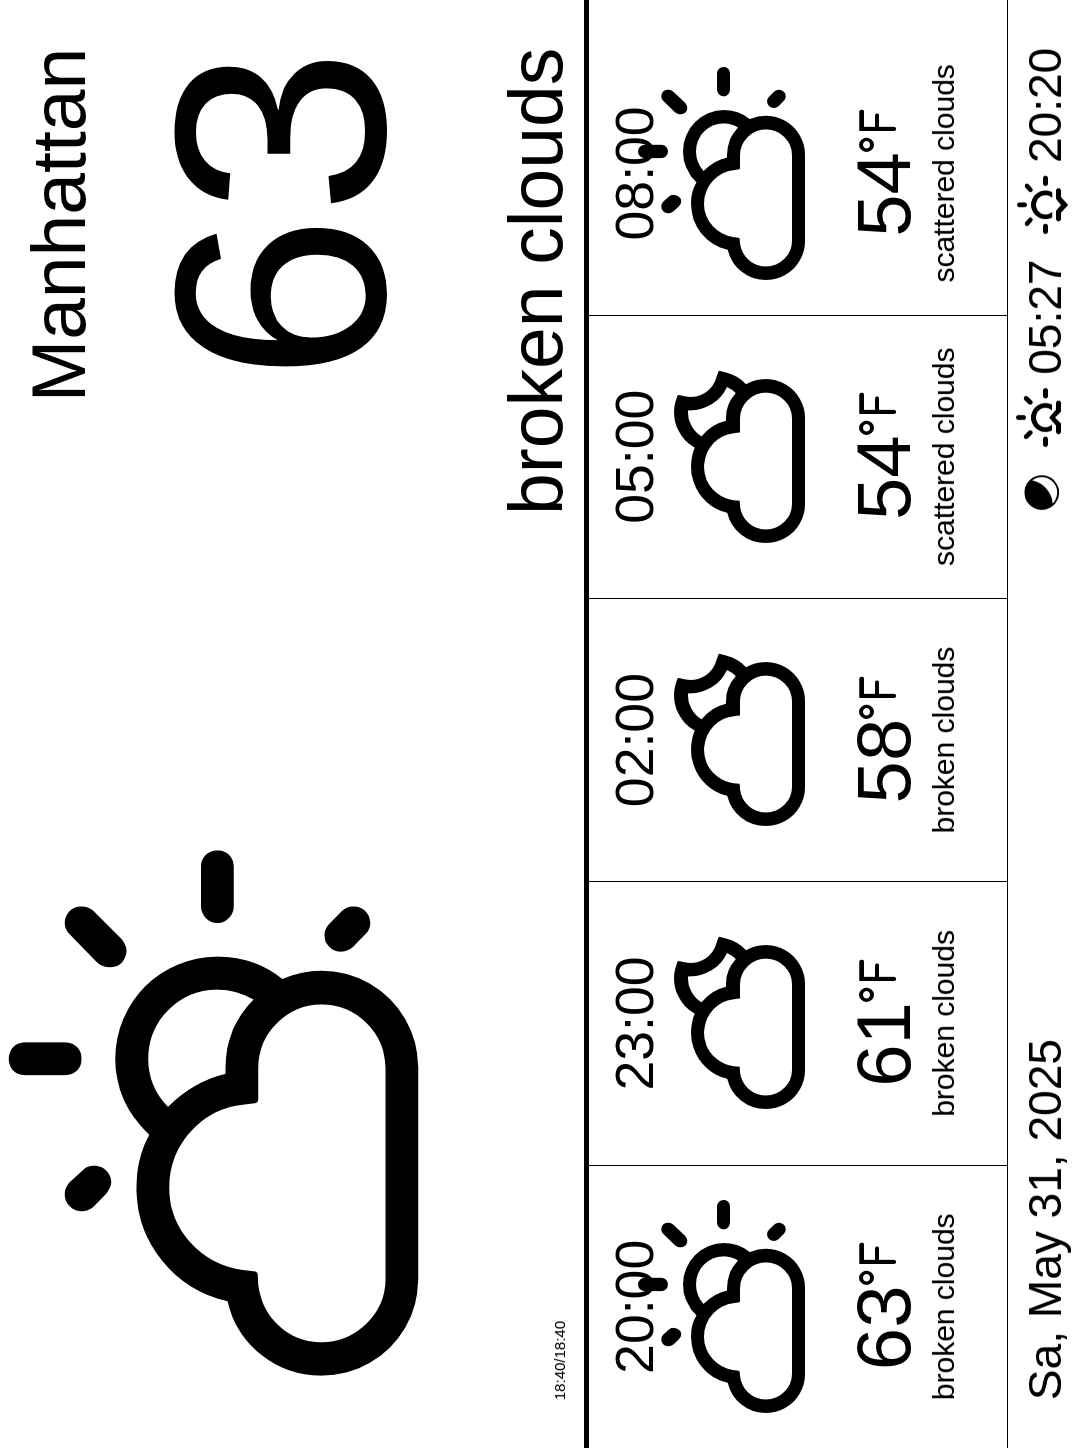 Manhattan
63
broken clouds
18:40/18:40
20:00
63°F
broken clouds
23:00
61°F
broken clouds
02:00
58°F
broken clouds
05:00
54°F
scattered clouds
08:00
54°F
scattered clouds
Sa, May 31, 2025
05:27 20:20